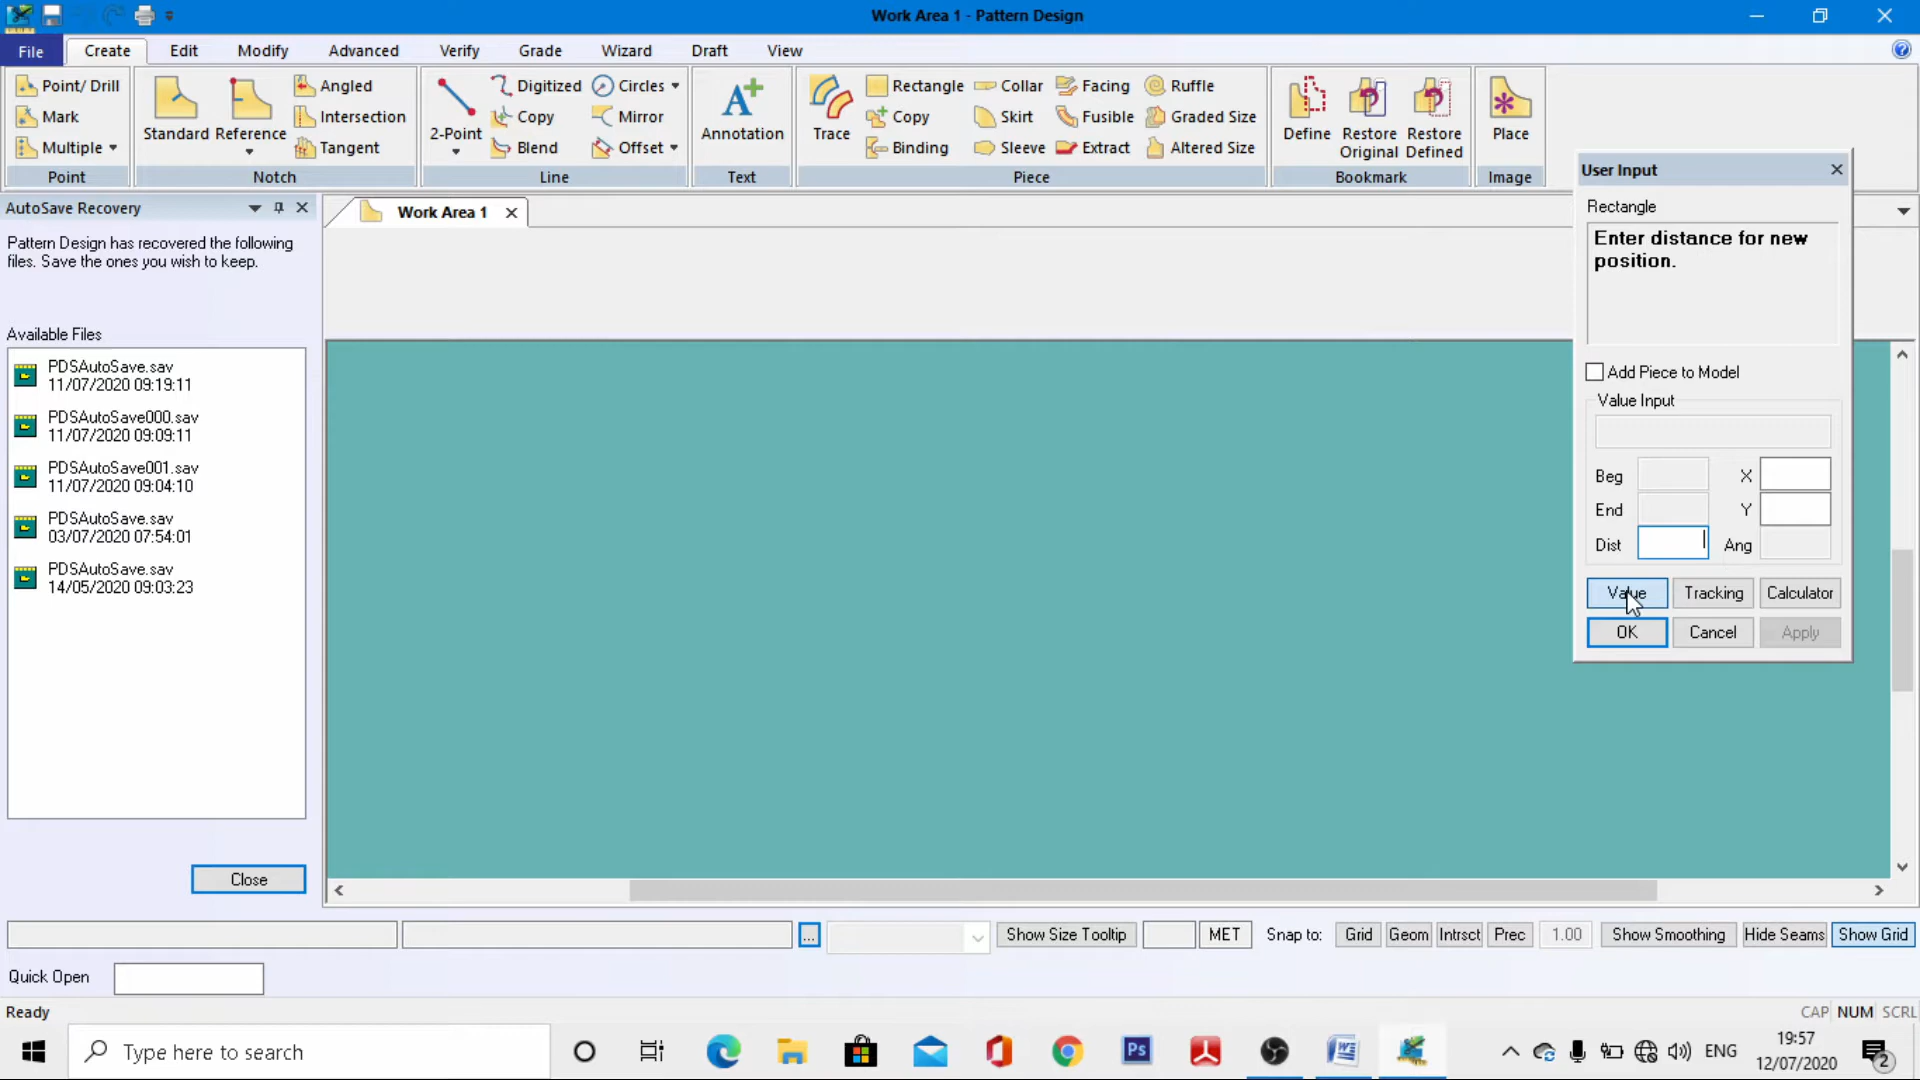 Work Area 1 - Pattern Design
File Create Edit Modify Advanced Verify Grade Wizard Draft View
Point/ Drill
Mark
Multiple
Point
Standard
Reference
Angled
Intersection
Tangent
Notch
2-Point
Digitized
Copy
Blend
Circles
Mirror
Offset
Line
Annotation
Text
Trace
Rectangle
Copy
Binding
Collar
Skirt
Sleeve
Facing
Fusible
Extract
Ruffle
Graded Size
Altered Size
Piece
Define
Restore
Original
Restore
Defined
Bookmark
Place
Image
AutoSave Recovery
Pattern Design has recovered the following
files. Save the ones you wish to keep.
Available Files
PDSAutoSave.sav
11/07/2020 09:19:11
PDSAutoSave000.sav
11/07/2020 09:09:11
PDSAutoSave001.sav
11/07/2020 09:04:10
PDSAutoSave.sav
03/07/2020 07:54:01
PDSAutoSave.sav
14/05/2020 09:03:23
Close
Work Area 1
User Input
Rectangle
Enter distance for new
position.
Add Piece to Model
Value Input
Beg X
End Y
Dist Ang
Value Tracking Calculator
OK Cancel Apply
... Show Size Tooltip MET Snap to: Grid Geom Intrsct Prec 1.00 Show Smoothing Hide Seams Show Grid
Quick Open
Ready
CAP NUM SCRL
Type here to search
Ps
ENG
19:57
12/07/2020
2